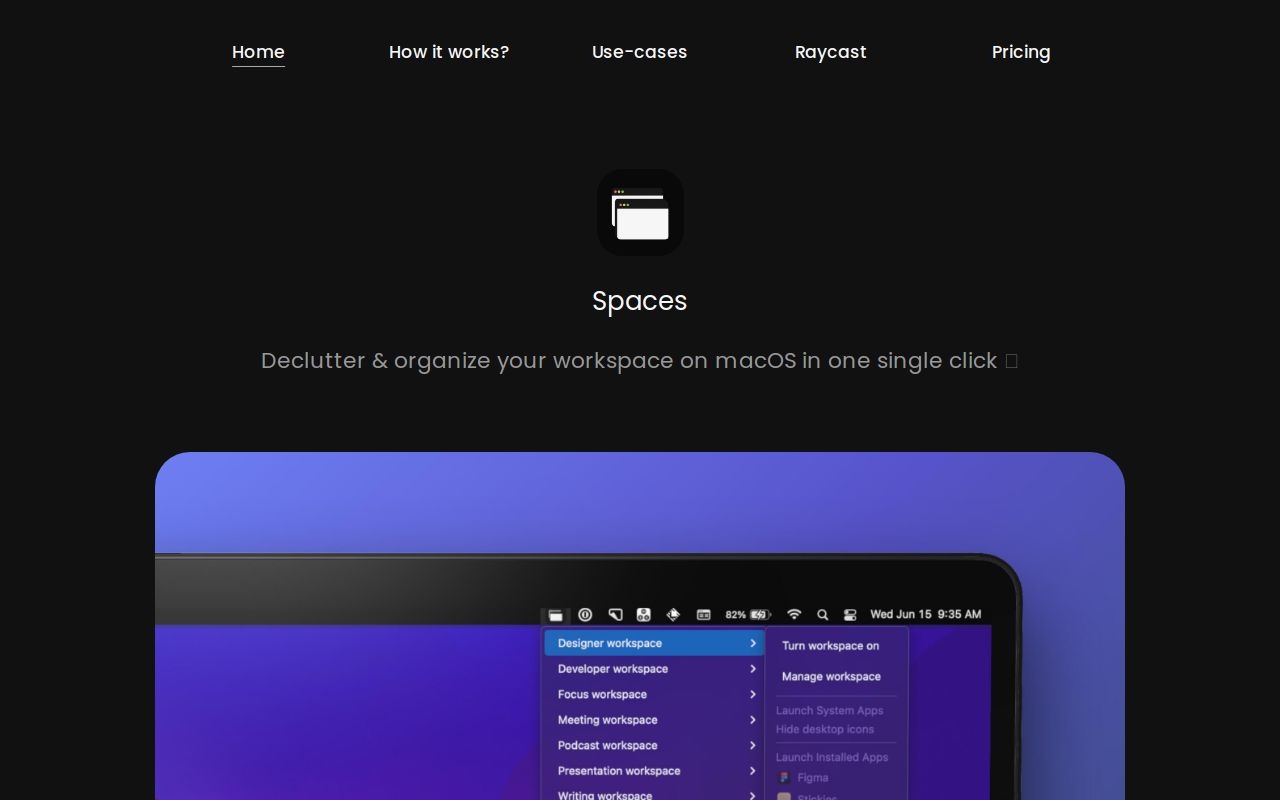 Home How it works? Use-cases Raycast Pricing
Spaces
Declutter & organize your workspace on macOS in one single click
82% Wed Jun 15 9:35 AM
Designer workspace
Developer workspace
Focus workspace
Meeting workspace
Podcast workspace
Presentation workspace
Writing workspace
Turn workspace on
Manage workspace
Launch System Apps
Hide desktop icons
Launch Installed Apps
Figma
Stickies